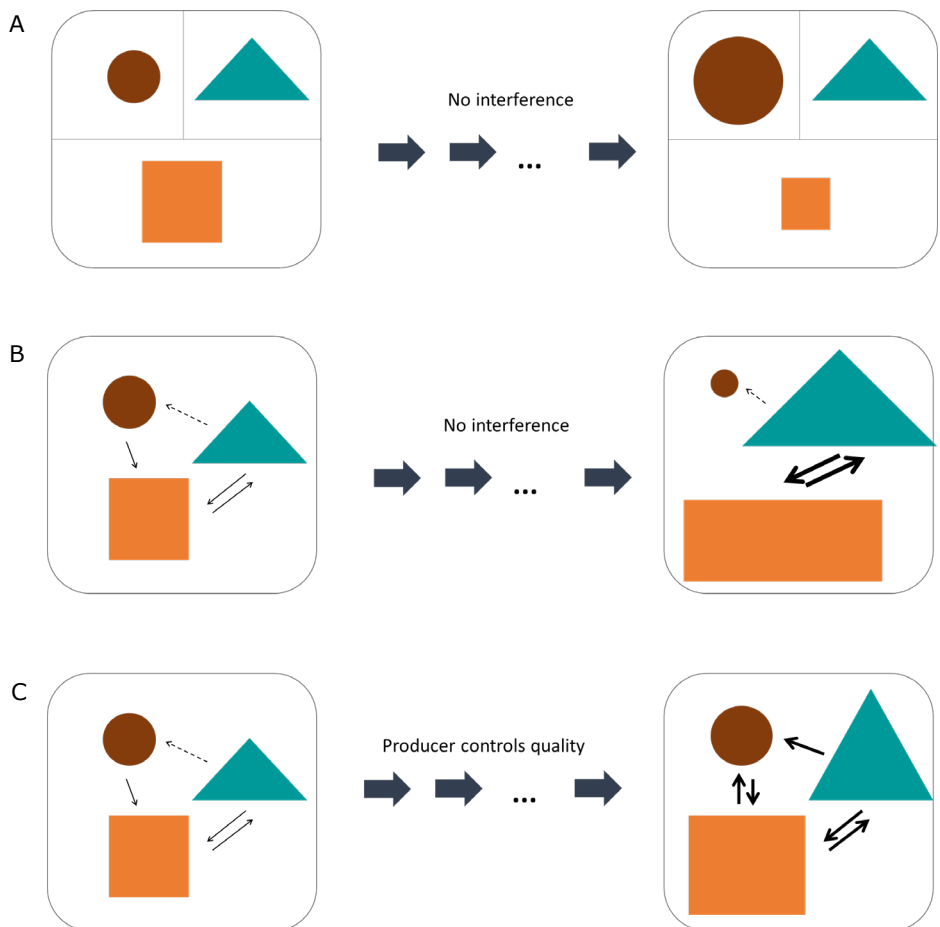 A
No interference
...
B
No interference
...
C
Producer controls quality
...